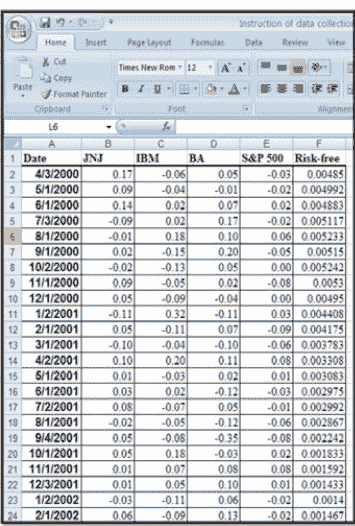 Instruction of data collection
Home Insert Page Layout Formulas Data Review View
Cut
Copy
Format Painter
Paste
Clipboard
Times New Rom 12 A A
B I U A
Font
Alignment
L6 fx
A B C D E F
1 Date JNJ IBM BA S&P 500 Risk-free
2 4/3/2000 0.17 -0.06 0.05 -0.03 0.00485
3 5/1/2000 0.09 -0.04 -0.01 -0.02 0.004992
4 6/1/2000 0.14 0.02 0.07 0.02 0.004883
5 7/3/2000 -0.09 0.02 0.17 -0.02 0.005117
6 8/1/2000 -0.01 0.18 0.10 0.06 0.005233
7 9/1/2000 0.02 -0.15 0.20 -0.05 0.00515
8 10/2/2000 -0.02 -0.13 0.05 0.00 0.005242
9 11/1/2000 0.09 -0.05 0.02 -0.08 0.0053
10 12/1/2000 0.05 -0.09 -0.04 0.00 0.00495
11 1/2/2001 -0.11 0.32 -0.11 0.03 0.004408
12 2/1/2001 0.05 -0.11 0.07 -0.09 0.004175
13 3/1/2001 -0.10 -0.04 -0.10 -0.06 0.003783
14 4/2/2001 0.10 0.20 0.11 0.08 0.003308
15 5/1/2001 0.01 -0.03 0.02 0.01 0.003083
16 6/1/2001 0.03 0.02 -0.12 -0.03 0.002975
17 7/2/2001 0.08 -0.07 0.05 -0.01 0.002992
18 8/1/2001 -0.02 -0.05 -0.12 -0.06 0.002867
19 9/4/2001 0.05 -0.08 -0.35 -0.08 0.002242
20 10/1/2001 0.05 0.18 -0.03 0.02 0.001833
21 11/1/2001 0.01 0.07 0.08 0.08 0.001592
22 12/3/2001 0.01 0.05 0.10 0.01 0.001433
23 1/2/2002 -0.03 -0.11 0.06 -0.02 0.0014
24 2/1/2002 0.06 -0.09 0.13 -0.02 0.001467